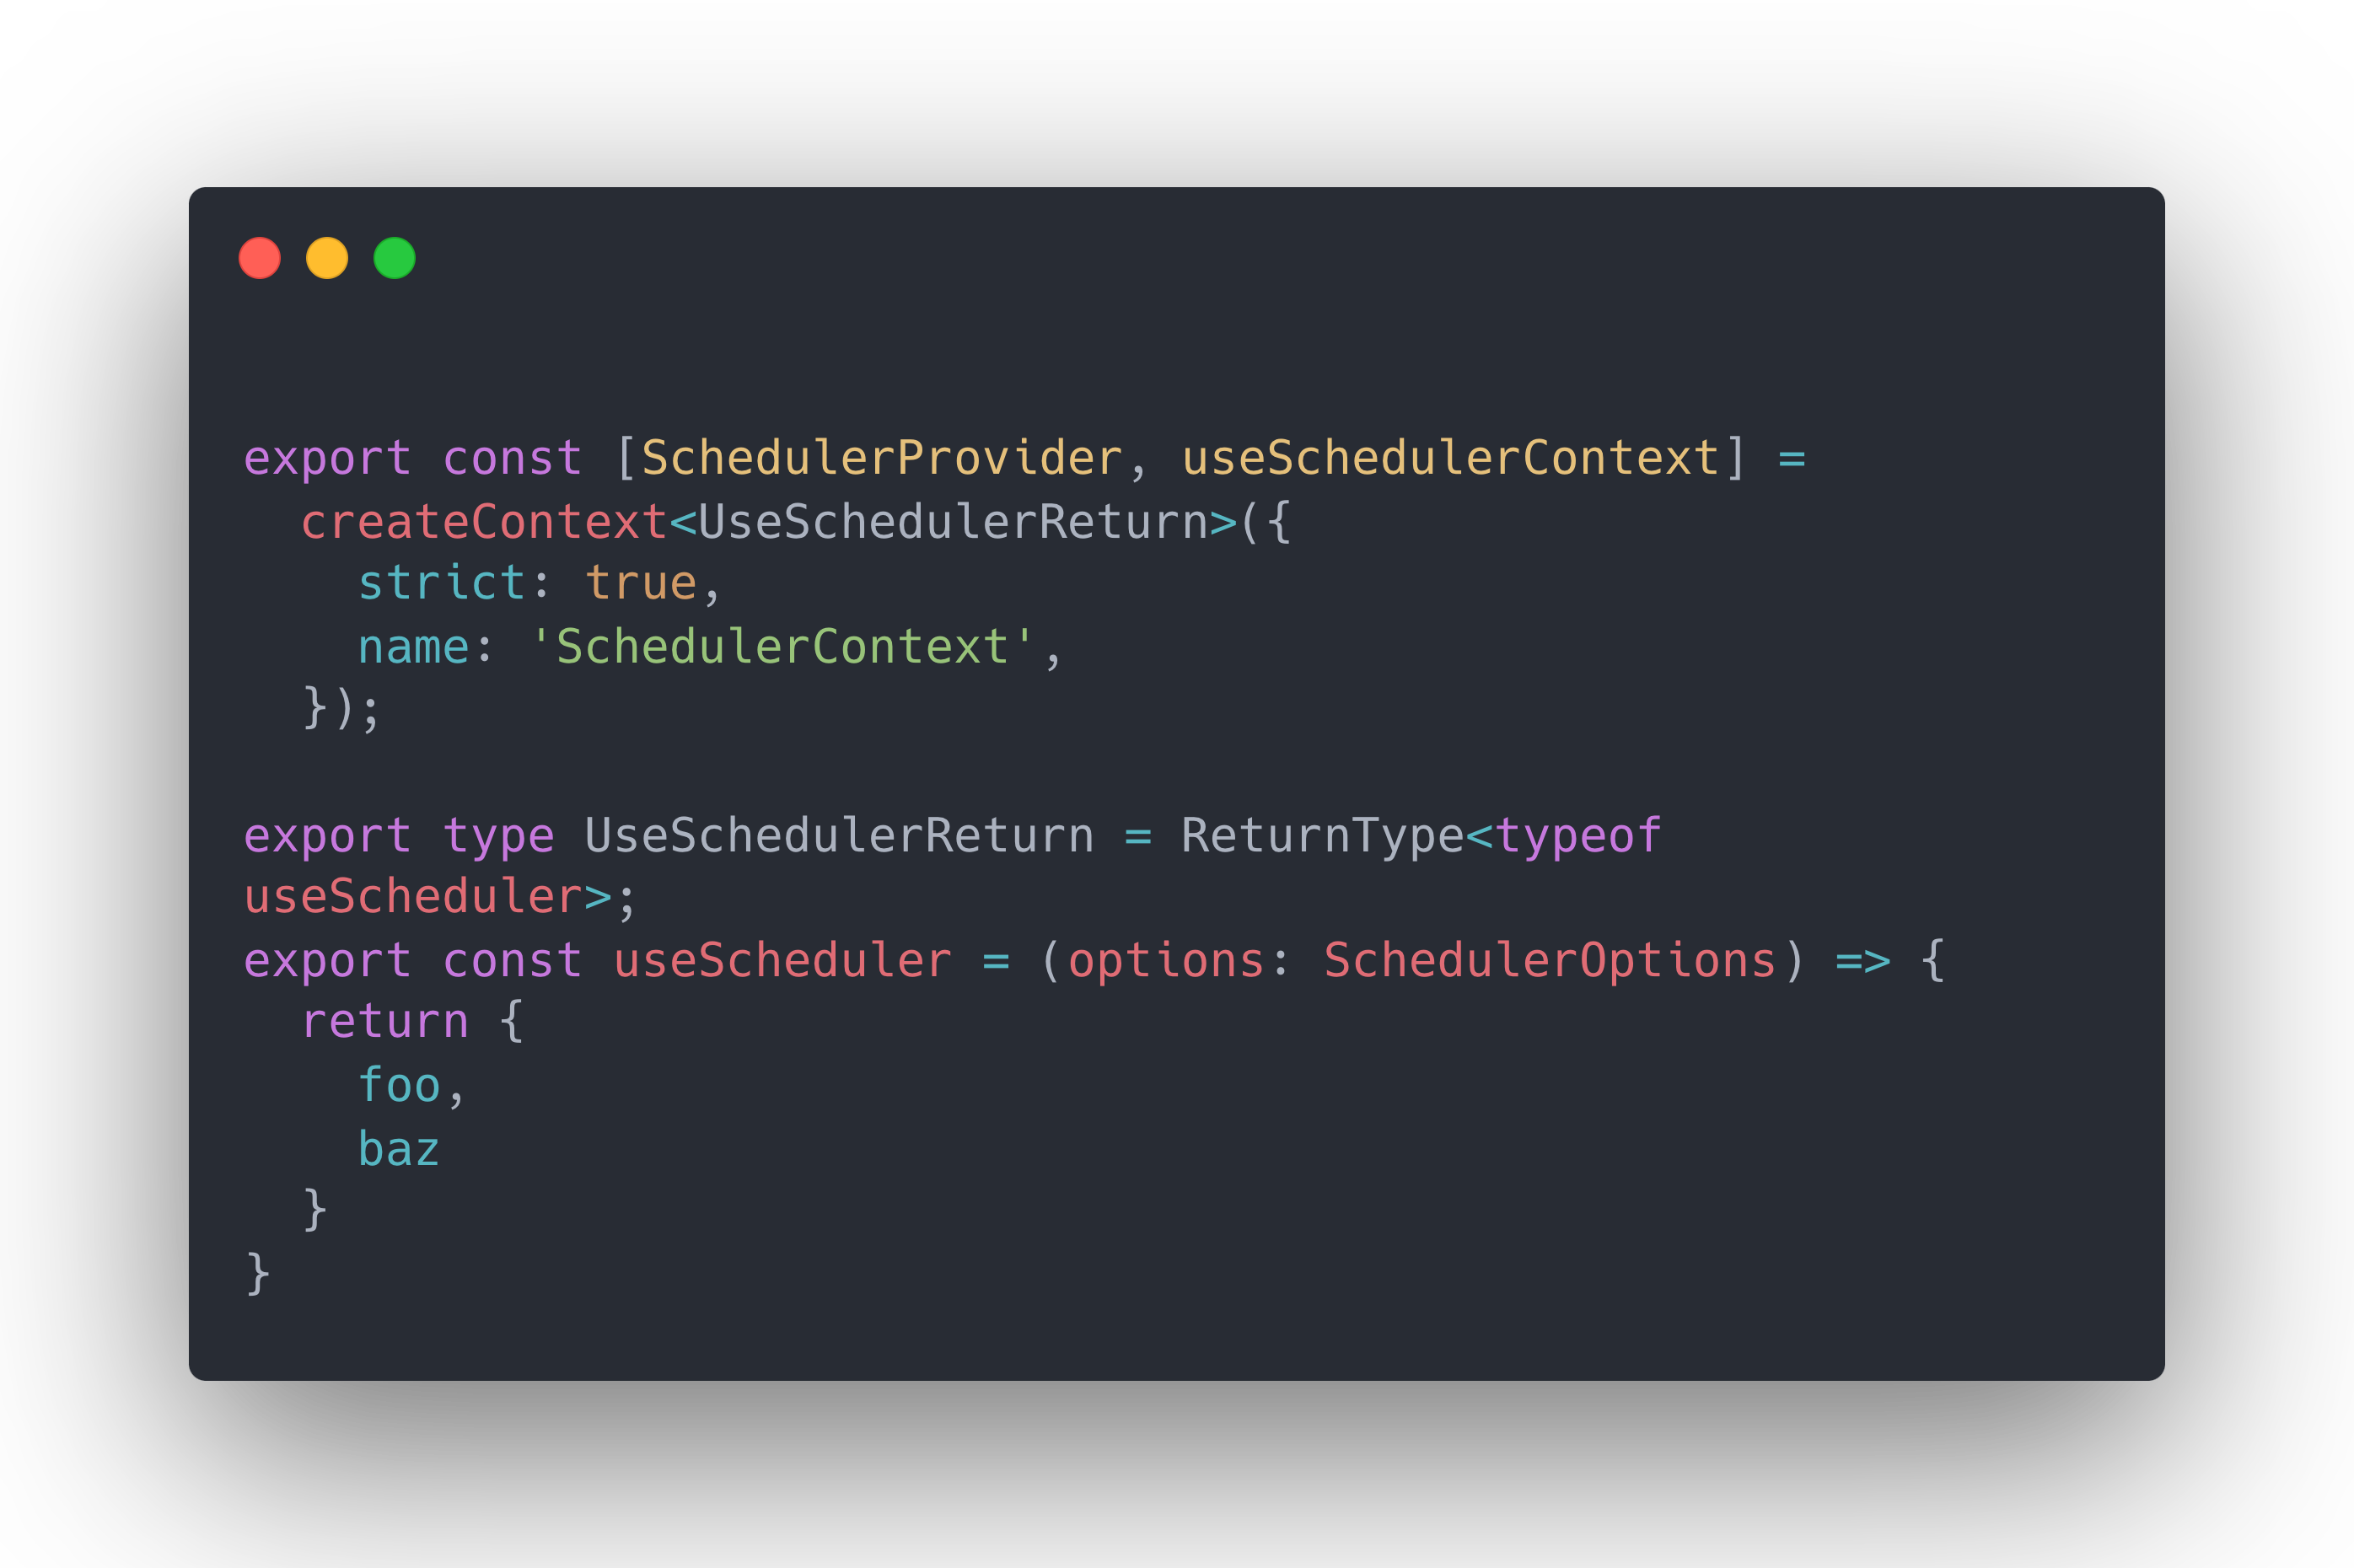 export const [SchedulerProvider, useSchedulerContext] =
  createContext<UseSchedulerReturn>({
    strict: true,
    name: 'SchedulerContext',
  });

export type UseSchedulerReturn = ReturnType<typeof
useScheduler>;
export const useScheduler = (options: SchedulerOptions) => {
  return {
    foo,
    baz
  }
}